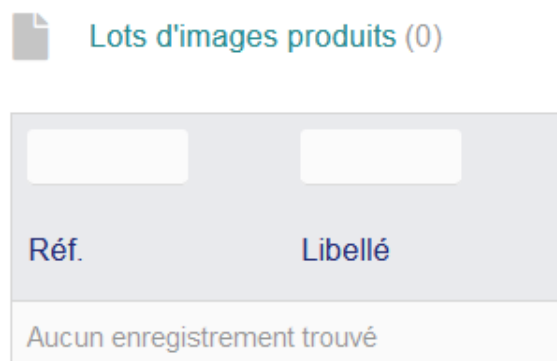 Lots d'images produits (0)
Réf. Libellé
Aucun enregistrement trouvé